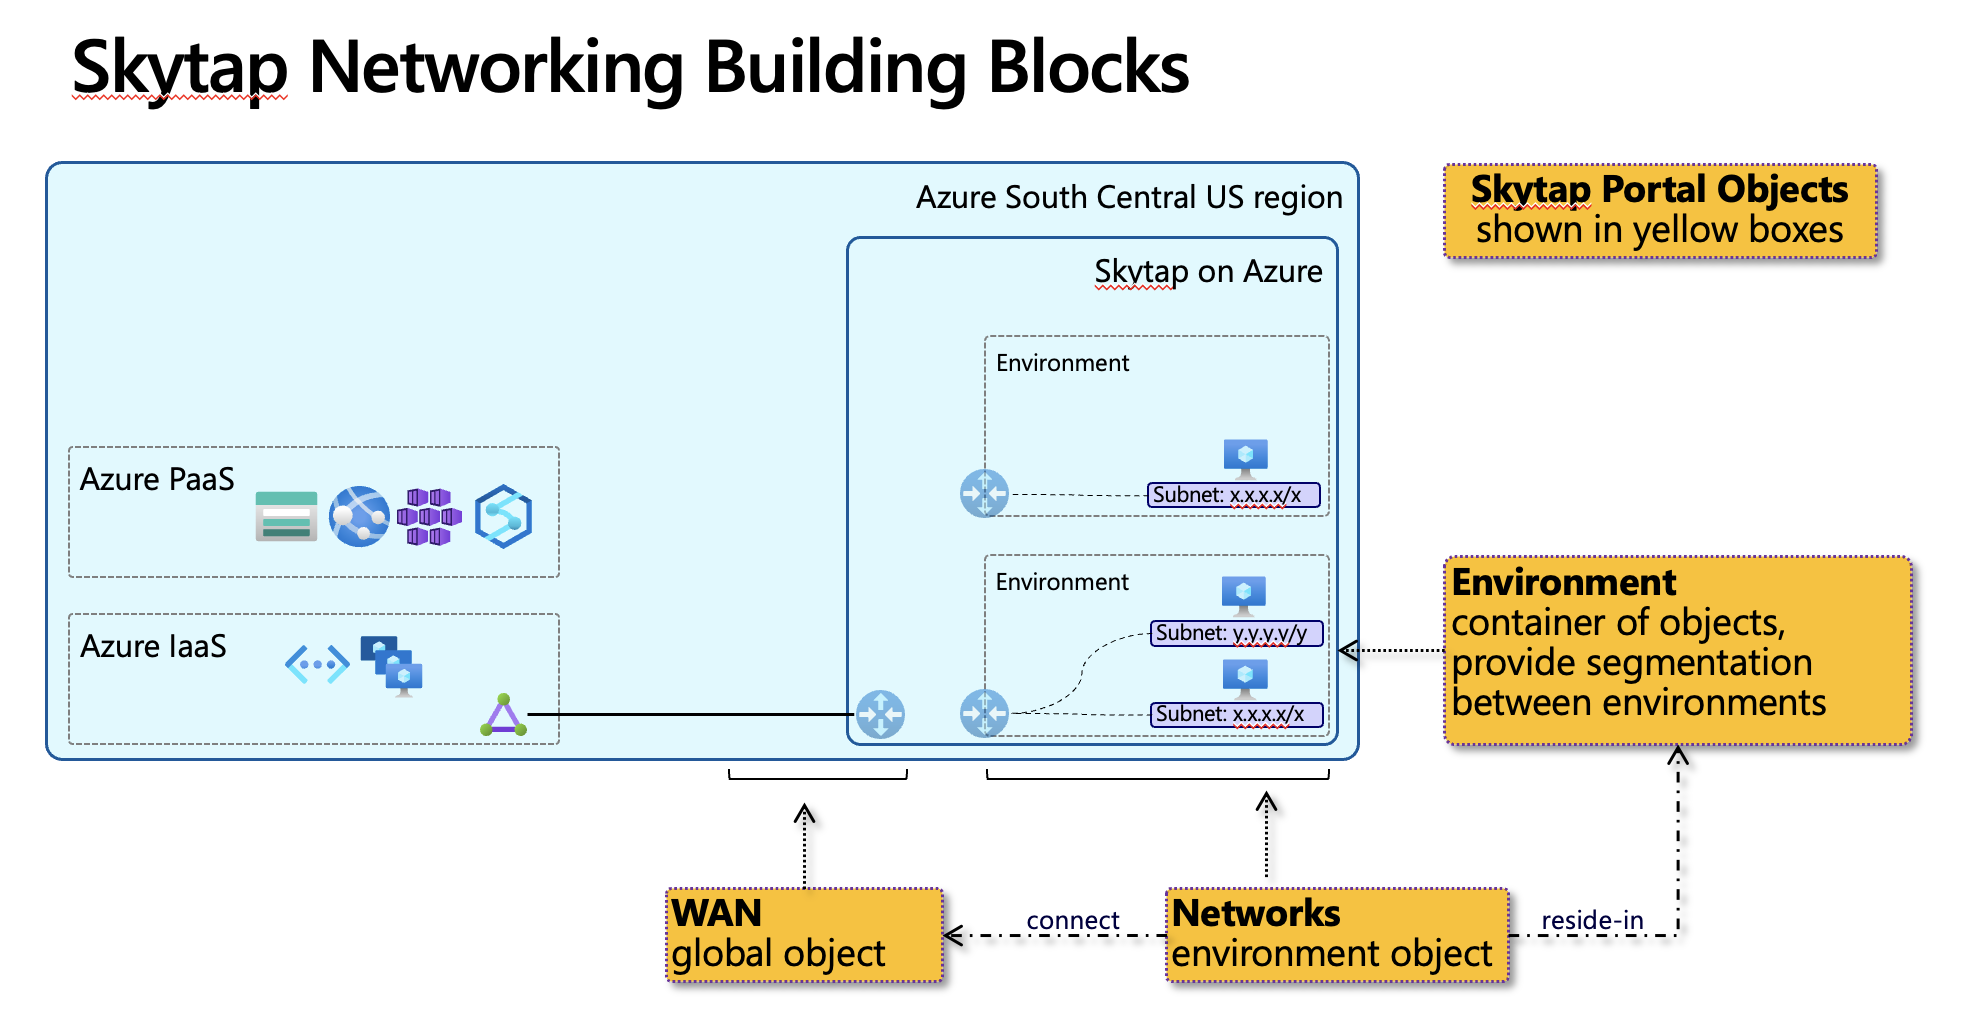 Skytap Networking Building Blocks
Azure South Central US region
Skytap Portal Objects
shown in yellow boxes
Skytap on Azure
Environment
Subnet: x.x.x.x/x
Azure PaaS
Environment
Subnet: y.y.y.y/y
Subnet: x.x.x.x/x
Azure IaaS
Environment
container of objects,
provide segmentation
between environments
WAN
global object
connect
Networks
environment object
reside-in